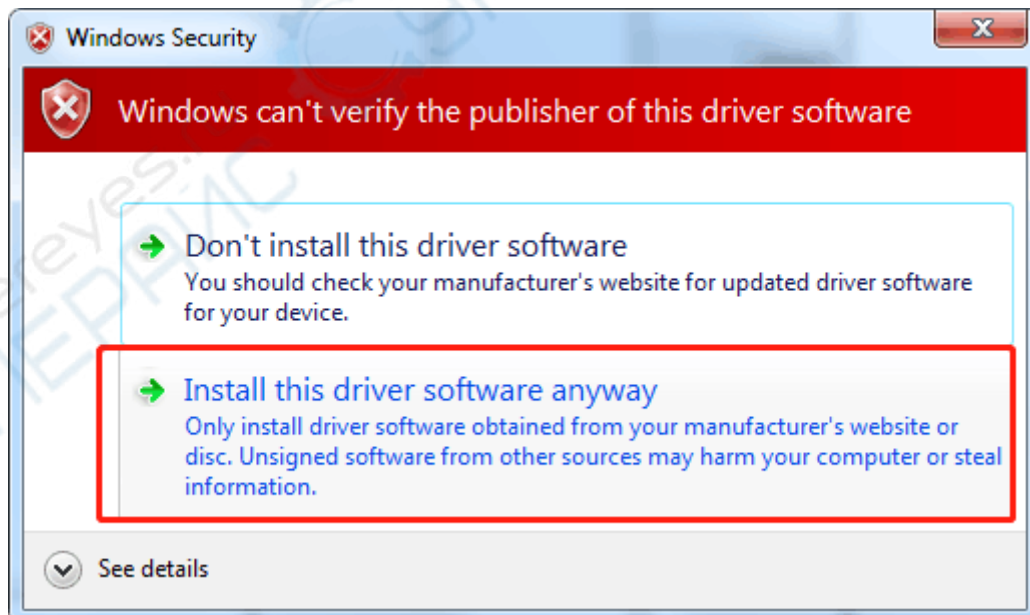 Windows Security
Windows can't verify the publisher of this driver software
Don't install this driver software
You should check your manufacturer's website for updated driver software
for your device.
Install this driver software anyway
Only install driver software obtained from your manufacturer's website or
disc. Unsigned software from other sources may harm your computer or steal
information.
See details